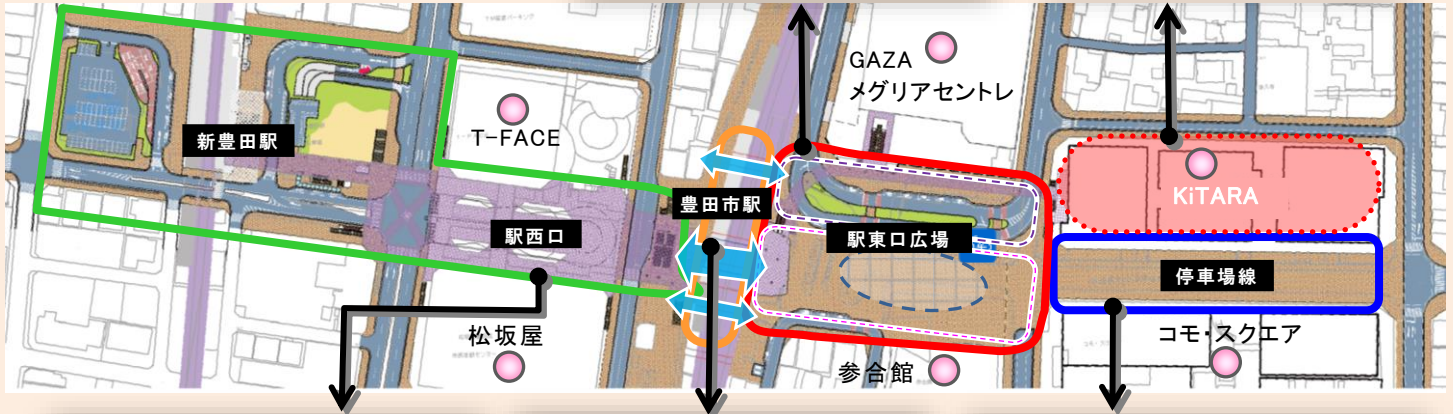 GAZA
メグリアセントレ
T-FACE
新豊田駅
KiTARA
豊田市駅
駅西口
駅東口広場
停車場線
松坂屋
コモ・スクエア
参合館